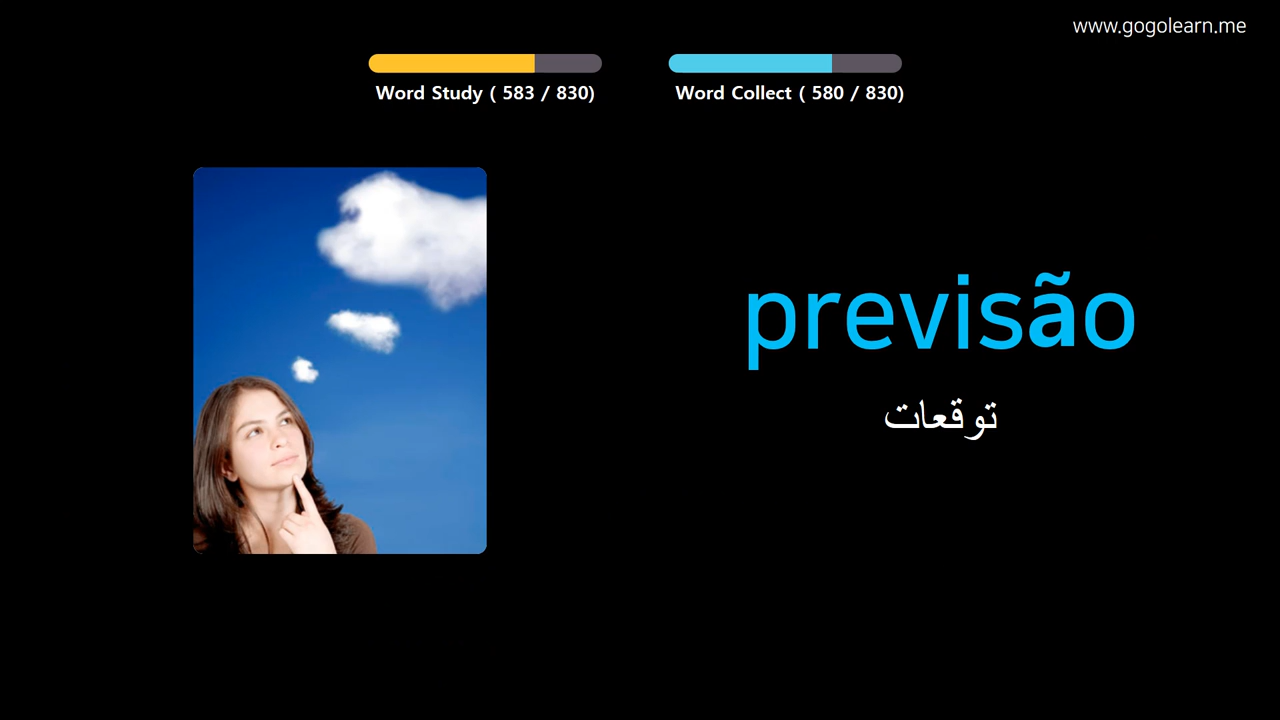 www.gogolearn.me
Word Study ( 583 / 830)
Word Collect ( 580 / 830)
previsão
توقعات